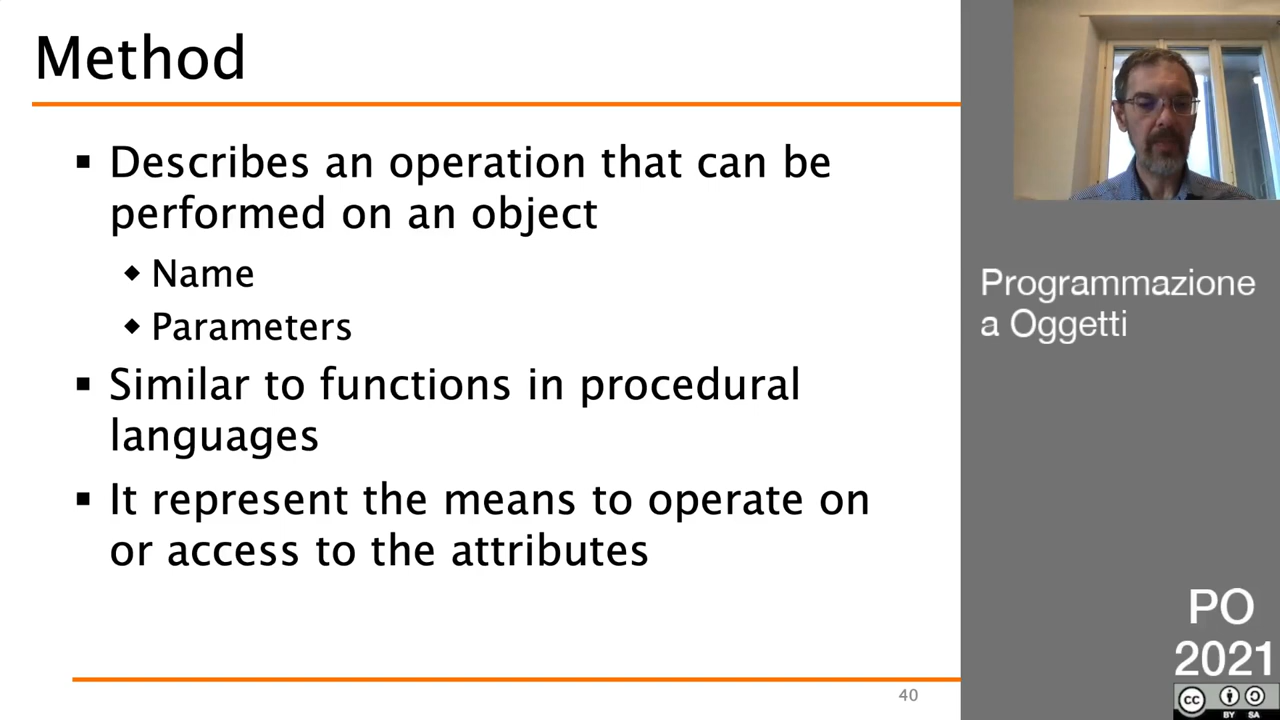 Method
▪ Describes an operation that can be
performed on an object
◆ Name
◆ Parameters
▪ Similar to functions in procedural
languages
▪ It represent the means to operate on
or access to the attributes
40
Programmazione
a Oggetti
PO
2021
cc
BY SA